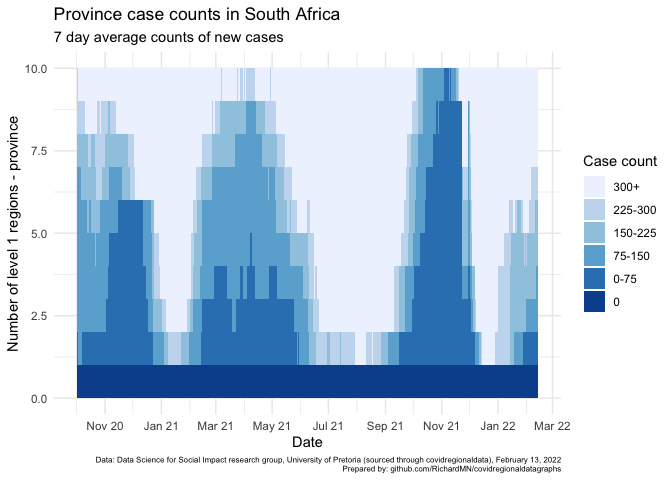 Province case counts in South Africa
7 day average counts of new cases
Number of level 1 regions - province
10.0
7.5
5.0
2.5
0.0
Nov 20 Jan 21 Mar 21 May 21 Jul 21 Sep 21 Nov 21 Jan 22 Mar 22
Date
Case count
300+
225-300
150-225
75-150
0-75
0
Data: Data Science for Social Impact research group, University of Pretoria (sourced through covidregionaldata), February 13, 2022
Prepared by: github.com/RichardMN/covidregionaldatagraphs